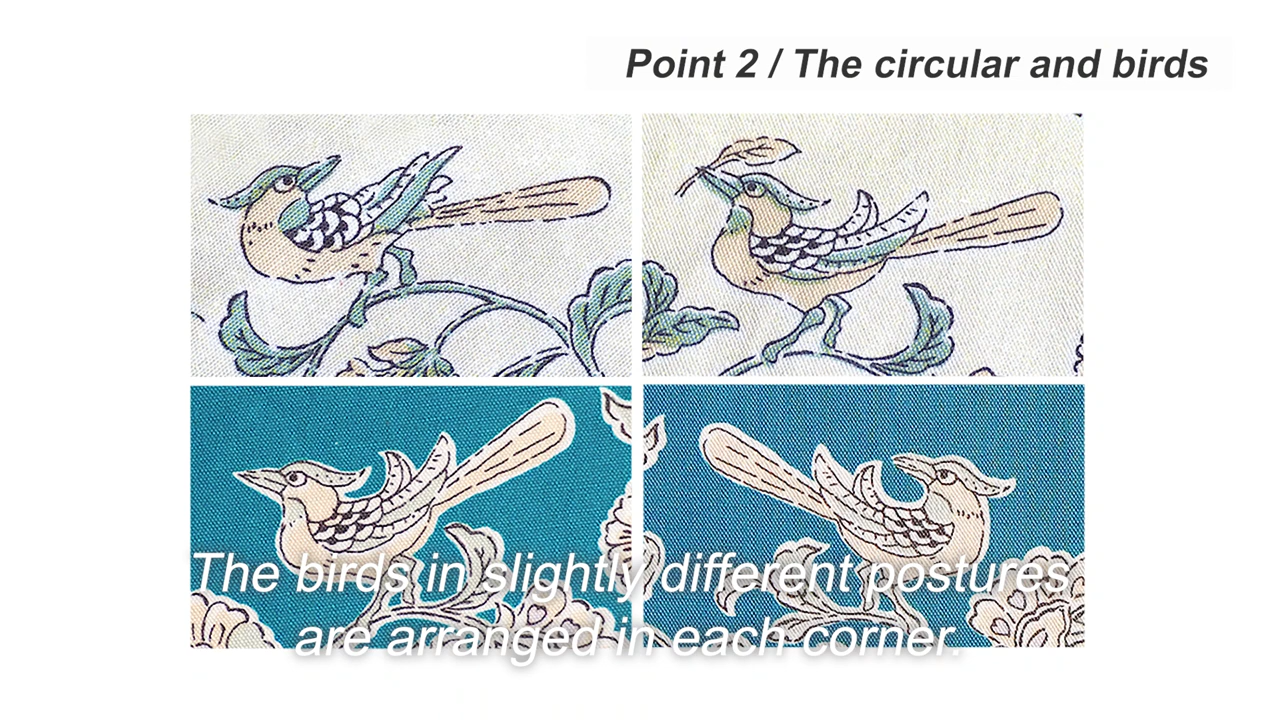 Point 2 / The circular and birds
The birds in slightly different postures
are arranged in each corner.